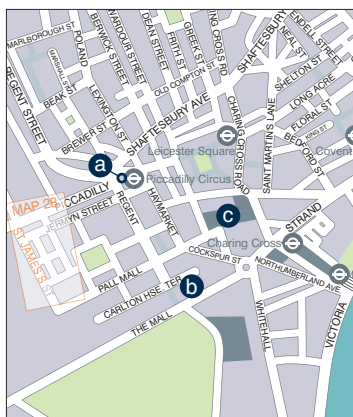 MARLBOROUGH ST
POLAND
BERWICK ST
WARDOUR ST
DEAN STREET
FRITH ST
GREEK ST
CHARING CROSS RD
SHAFTESBURY
ENDELL STREET
NEAL ST
SHELTON ST
MARSHALL ST
REGENT STREET
BEAK ST
LEXINGTON ST
OLD COMPTON ST
LONG ACRE
FLORAL ST
KING ST
BREWER ST
SHAFTESBURY AVE
CHARING CROSS ROAD
SAINT MARTIN'S LANE
BEDFORD ST
Leicester Square
Covent
a
Piccadilly Circus
PICCADILLY
MAP 28
JERMYN STREET
REGENT
HAYMARKET
c
STRAND
ST JAMES'S S
Charing Cross
COCKSPUR ST
PALL MALL
NORTHUMBERLAND AVE
CARLTON HSE. TER.
b
THE MALL
WHITEHALL
VICTORIA